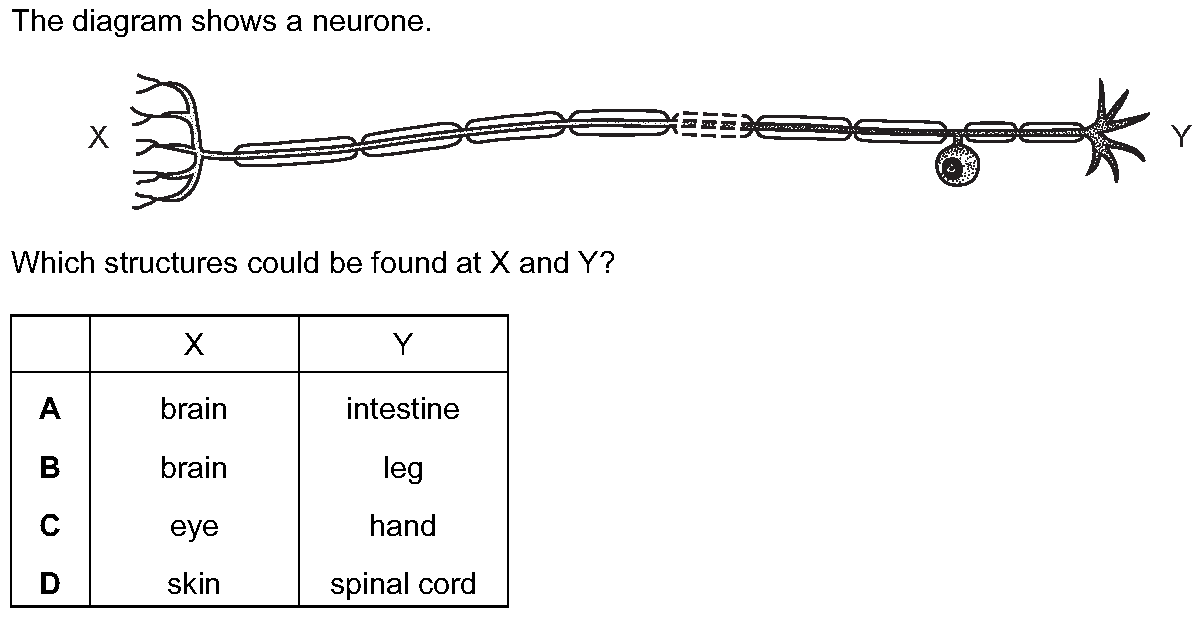 The diagram shows a neurone.
X
Y
Which structures could be found at X and Y?
X Y
A brain intestine
B brain leg
C eye hand
D skin spinal cord